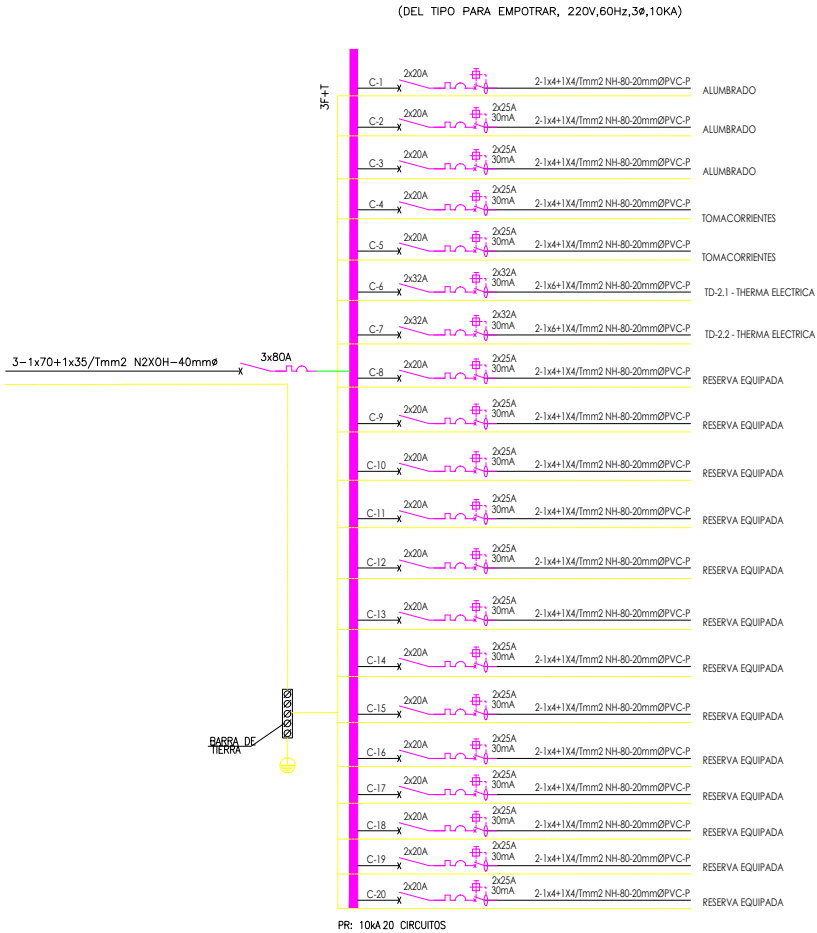 (DEL TIPO PARA EMPOTRAR, 220V,60Hz,3ø,10KA)
3F+T
C-1 2x20A 2-1x4+1X4/Tmm2 NH-80-20mmØPVC-P ALUMBRADO
C-2 2x20A 2x25A 30mA 2-1x4+1X4/Tmm2 NH-80-20mmØPVC-P ALUMBRADO
C-3 2x20A 2x25A 30mA 2-1x4+1X4/Tmm2 NH-80-20mmØPVC-P ALUMBRADO
C-4 2x20A 2x25A 30mA 2-1x4+1X4/Tmm2 NH-80-20mmØPVC-P TOMACORRIENTES
C-5 2x20A 2x25A 30mA 2-1x4+1X4/Tmm2 NH-80-20mmØPVC-P TOMACORRIENTES
C-6 2x32A 2x32A 30mA 2-1x6+1X4/Tmm2 NH-80-20mmØPVC-P TD-2.1 - THERMA ELECTRICA
C-7 2x32A 2x32A 30mA 2-1x6+1X4/Tmm2 NH-80-20mmØPVC-P TD-2.2 - THERMA ELECTRICA
3-1x70+1x35/Tmm2 N2XOH-40mmø 3x80A
C-8 2x20A 2x25A 30mA 2-1x4+1X4/Tmm2 NH-80-20mmØPVC-P RESERVA EQUIPADA
C-9 2x20A 2x25A 30mA 2-1x4+1X4/Tmm2 NH-80-20mmØPVC-P RESERVA EQUIPADA
C-10 2x20A 2x25A 30mA 2-1x4+1X4/Tmm2 NH-80-20mmØPVC-P RESERVA EQUIPADA
C-11 2x20A 2x25A 30mA 2-1x4+1X4/Tmm2 NH-80-20mmØPVC-P RESERVA EQUIPADA
C-12 2x20A 2x25A 30mA 2-1x4+1X4/Tmm2 NH-80-20mmØPVC-P RESERVA EQUIPADA
C-13 2x20A 2x25A 30mA 2-1x4+1X4/Tmm2 NH-80-20mmØPVC-P RESERVA EQUIPADA
C-14 2x20A 2x25A 30mA 2-1x4+1X4/Tmm2 NH-80-20mmØPVC-P RESERVA EQUIPADA
C-15 2x20A 2x25A 30mA 2-1x4+1X4/Tmm2 NH-80-20mmØPVC-P RESERVA EQUIPADA
BARRA DE
TIERRA
C-16 2x20A 2x25A 30mA 2-1x4+1X4/Tmm2 NH-80-20mmØPVC-P RESERVA EQUIPADA
C-17 2x20A 2x25A 30mA 2-1x4+1X4/Tmm2 NH-80-20mmØPVC-P RESERVA EQUIPADA
C-18 2x20A 2x25A 30mA 2-1x4+1X4/Tmm2 NH-80-20mmØPVC-P RESERVA EQUIPADA
C-19 2x20A 2x25A 30mA 2-1x4+1X4/Tmm2 NH-80-20mmØPVC-P RESERVA EQUIPADA
C-20 2x20A 2x25A 30mA 2-1x4+1X4/Tmm2 NH-80-20mmØPVC-P RESERVA EQUIPADA
PR: 10kA 20 CIRCUITOS